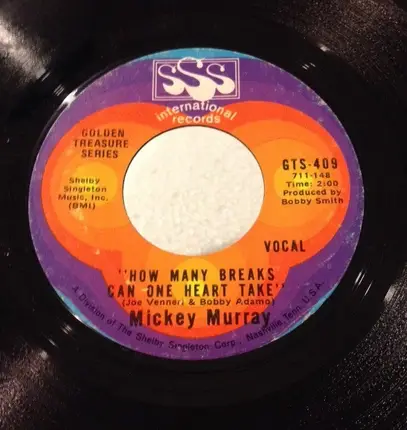 SSS
international
records
GOLDEN
TREASURE
SERIES
Shelby
Singleton
Music, Inc.
(BMI)
GTS-409
711-148
Time: 2:00
Produced by
Bobby Smith
VOCAL
"HOW MANY BREAKS
CAN ONE HEART TAKE"
(Joe Venneri & Bobby Adamo)
Mickey Murray
A Division of The Shelby Singleton Corp., Nashville, Tenn. U.S.A.